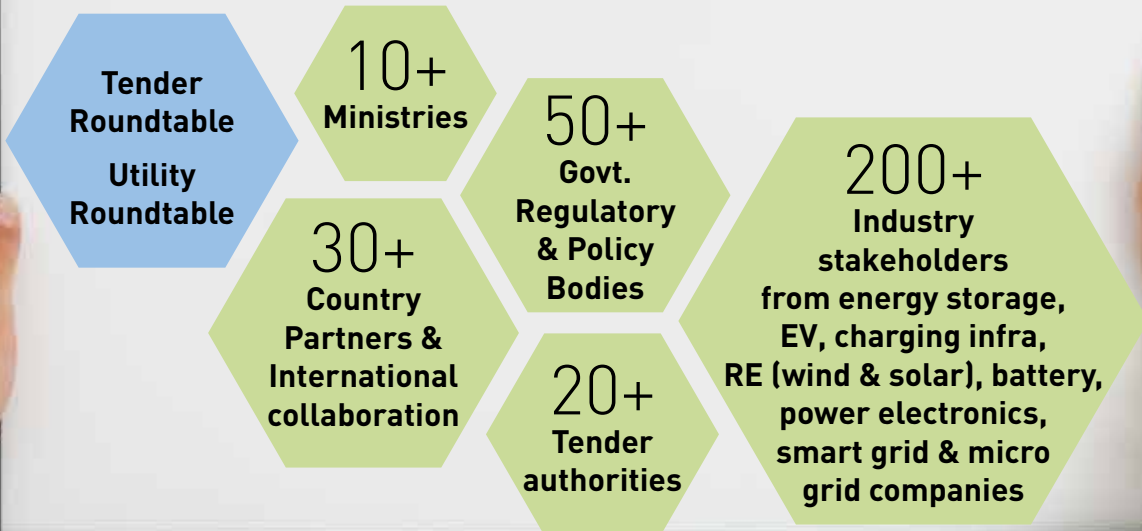 Tender
Roundtable
Utility
Roundtable
10+
Ministries
50+
Govt.
Regulatory
& Policy
Bodies
200+
Industry
stakeholders
from energy storage,
EV, charging infra,
RE (wind & solar), battery,
power electronics,
smart grid & micro
grid companies
30+
Country
Partners &
International
collaboration
20+
Tender
authorities